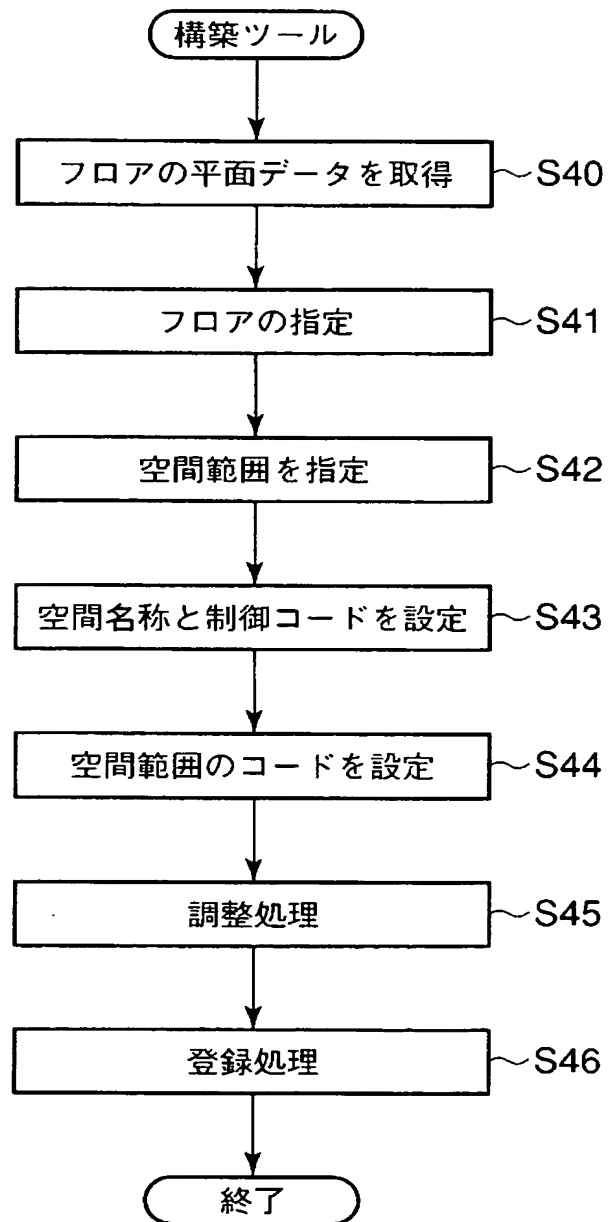 構築ツール
フロアの平面データを取得 S40
フロアの指定 S41
空間範囲を指定 S42
空間名称と制御コードを設定 S43
空間範囲のコードを設定 S44
調整処理 S45
登録処理 S46
終了